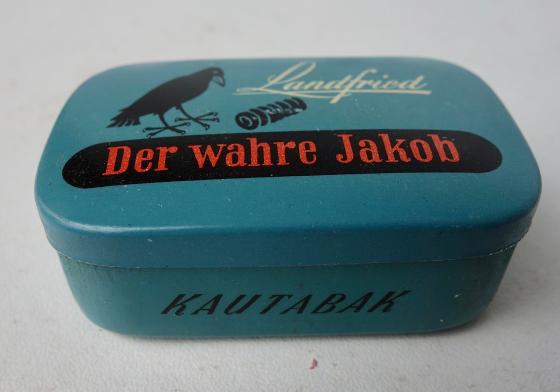 Landfried
Der wahre Jakob
KAUTABAK